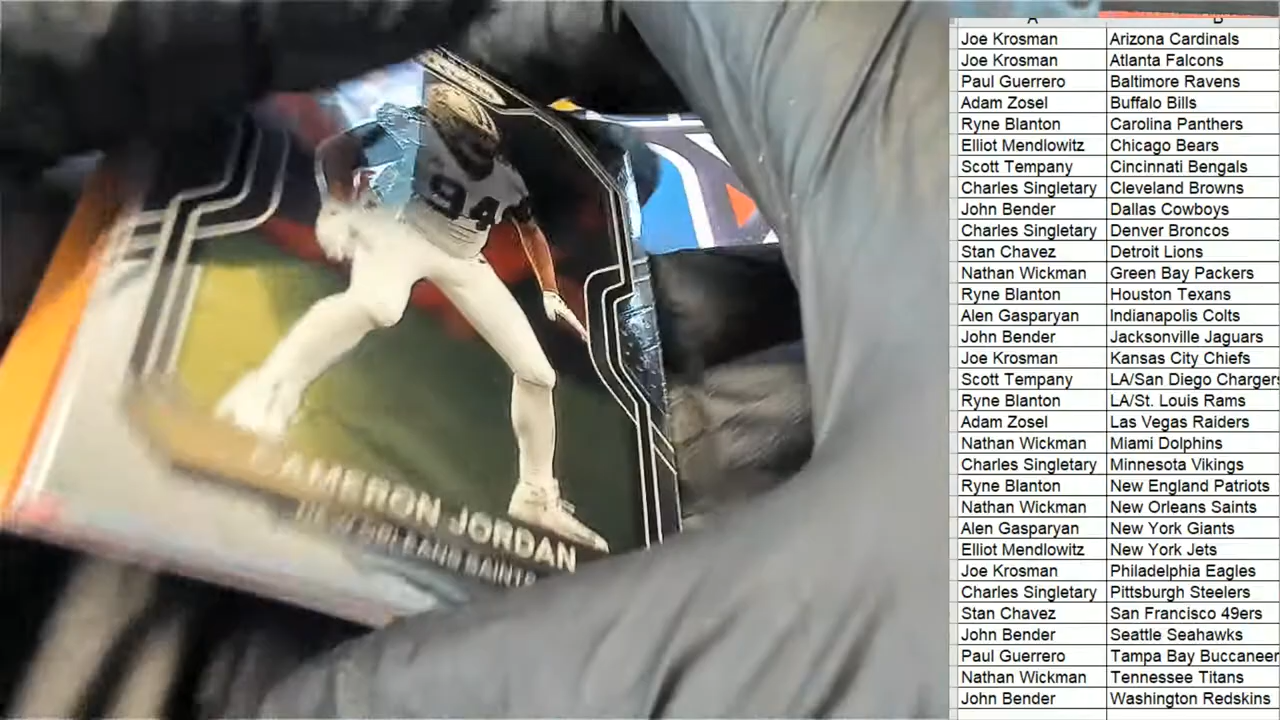 94
CAMERON JORDAN
NEW ORLEANS SAINTS
A B
Joe Krosman Arizona Cardinals
Joe Krosman Atlanta Falcons
Paul Guerrero Baltimore Ravens
Adam Zosel Buffalo Bills
Ryne Blanton Carolina Panthers
Elliot Mendlowitz Chicago Bears
Scott Tempany Cincinnati Bengals
Charles Singletary Cleveland Browns
John Bender Dallas Cowboys
Charles Singletary Denver Broncos
Stan Chavez Detroit Lions
Nathan Wickman Green Bay Packers
Ryne Blanton Houston Texans
Alen Gasparyan Indianapolis Colts
John Bender Jacksonville Jaguars
Joe Krosman Kansas City Chiefs
Scott Tempany LA/San Diego Chargers
Ryne Blanton LA/St. Louis Rams
Adam Zosel Las Vegas Raiders
Nathan Wickman Miami Dolphins
Charles Singletary Minnesota Vikings
Ryne Blanton New England Patriots
Nathan Wickman New Orleans Saints
Alen Gasparyan New York Giants
Elliot Mendlowitz New York Jets
Joe Krosman Philadelphia Eagles
Charles Singletary Pittsburgh Steelers
Stan Chavez San Francisco 49ers
John Bender Seattle Seahawks
Paul Guerrero Tampa Bay Buccaneer
Nathan Wickman Tennessee Titans
John Bender Washington Redskins